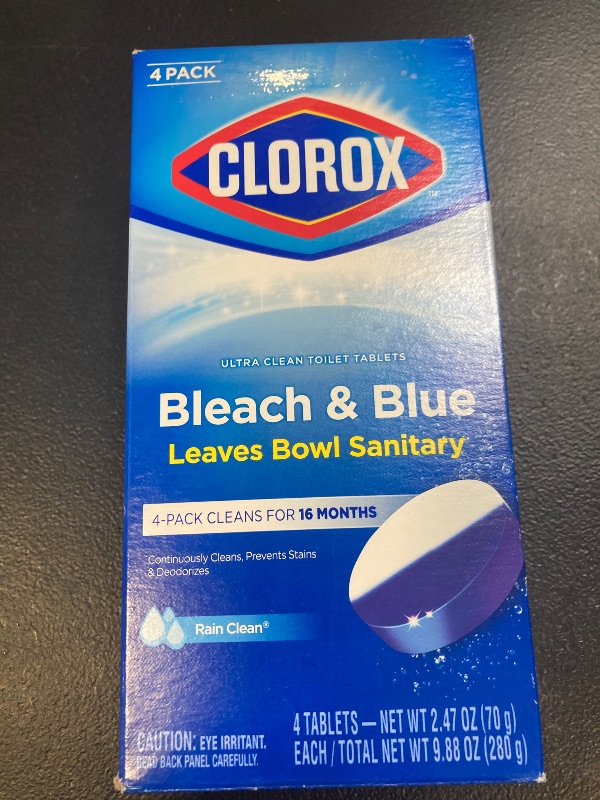 4 PACK
CLOROX™
ULTRA CLEAN TOILET TABLETS
Bleach & Blue
Leaves Bowl Sanitary
4-PACK CLEANS FOR 16 MONTHS
Continuously Cleans, Prevents Stains
& Deodorizes
Rain Clean®
CAUTION: EYE IRRITANT.
READ BACK PANEL CAREFULLY.
4 TABLETS — NET WT 2.47 OZ (70 g)
EACH / TOTAL NET WT 9.88 OZ (280 g)